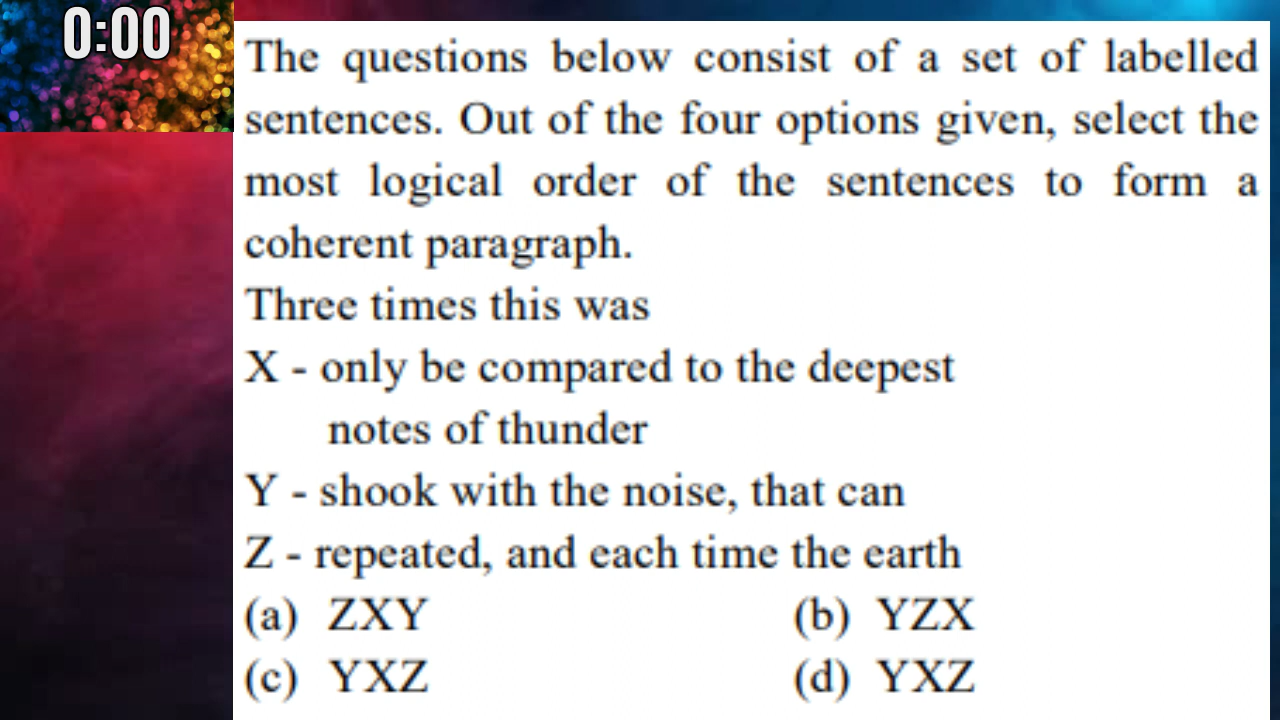 0:00
The questions below consist of a set of labelled
sentences. Out of the four options given, select the
most logical order of the sentences to form a
coherent paragraph.
Three times this was
X - only be compared to the deepest
notes of thunder
Y - shook with the noise, that can
Z - repeated, and each time the earth
(a) ZXY (b) YZX
(c) YXZ (d) YXZ